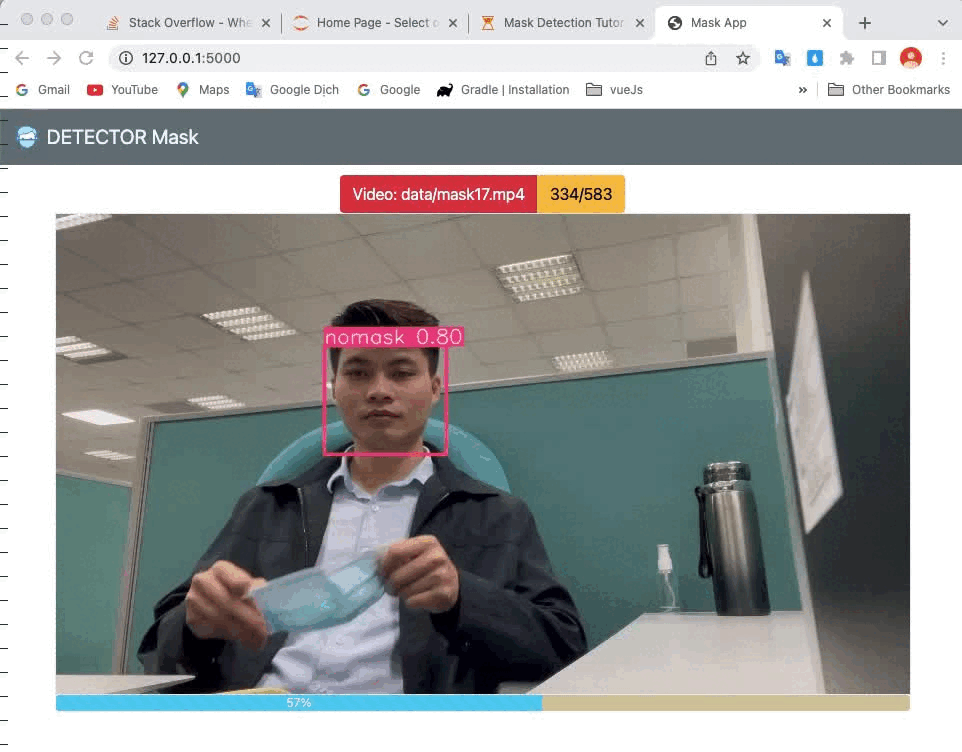 Stack Overflow - Whe
Home Page - Select o
Mask Detection Tutor
Mask App
127.0.0.1:5000
Gmail
YouTube
Maps
Google Dịch
Google
Gradle | Installation
vueJs
»
Other Bookmarks
DETECTOR Mask
Video: data/mask17.mp4
334/583
nomask 0.80
57%